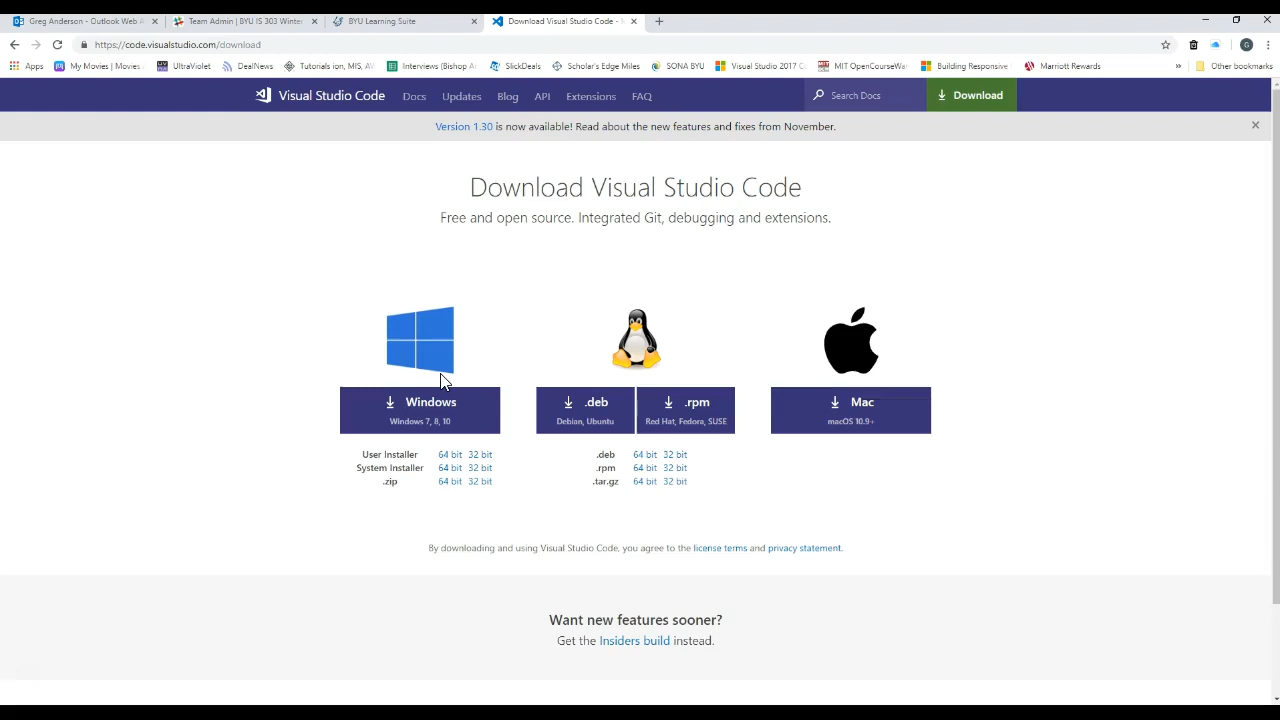 Greg Anderson - Outlook Web A
Team Admin | BYU IS 303 Winter
BYU Learning Suite
Download Visual Studio Code -
https://code.visualstudio.com/download
Apps
My Movies | Movies
UltraViolet
DealNews
Tutorials ion, MIS, AV
Interviews (Bishop Ar
SlickDeals
Scholar's Edge Miles
SONA BYU
Visual Studio 2017 Co
MIT OpenCourseWar
Building Responsive
Marriott Rewards
»
Other bookmarks
G
Visual Studio Code
Docs
Updates
Blog
API
Extensions
FAQ
Search Docs
Download
Version 1.30 is now available! Read about the new features and fixes from November.
Download Visual Studio Code
Free and open source. Integrated Git, debugging and extensions.
Windows
Windows 7, 8, 10
.deb
Debian, Ubuntu
.rpm
Red Hat, Fedora, SUSE
Mac
macOS 10.9+
User Installer 64 bit 32 bit
System Installer 64 bit 32 bit
.zip 64 bit 32 bit
.deb 64 bit 32 bit
.rpm 64 bit 32 bit
.tar.gz 64 bit 32 bit
By downloading and using Visual Studio Code, you agree to the license terms and privacy statement.
Want new features sooner?
Get the Insiders build instead.